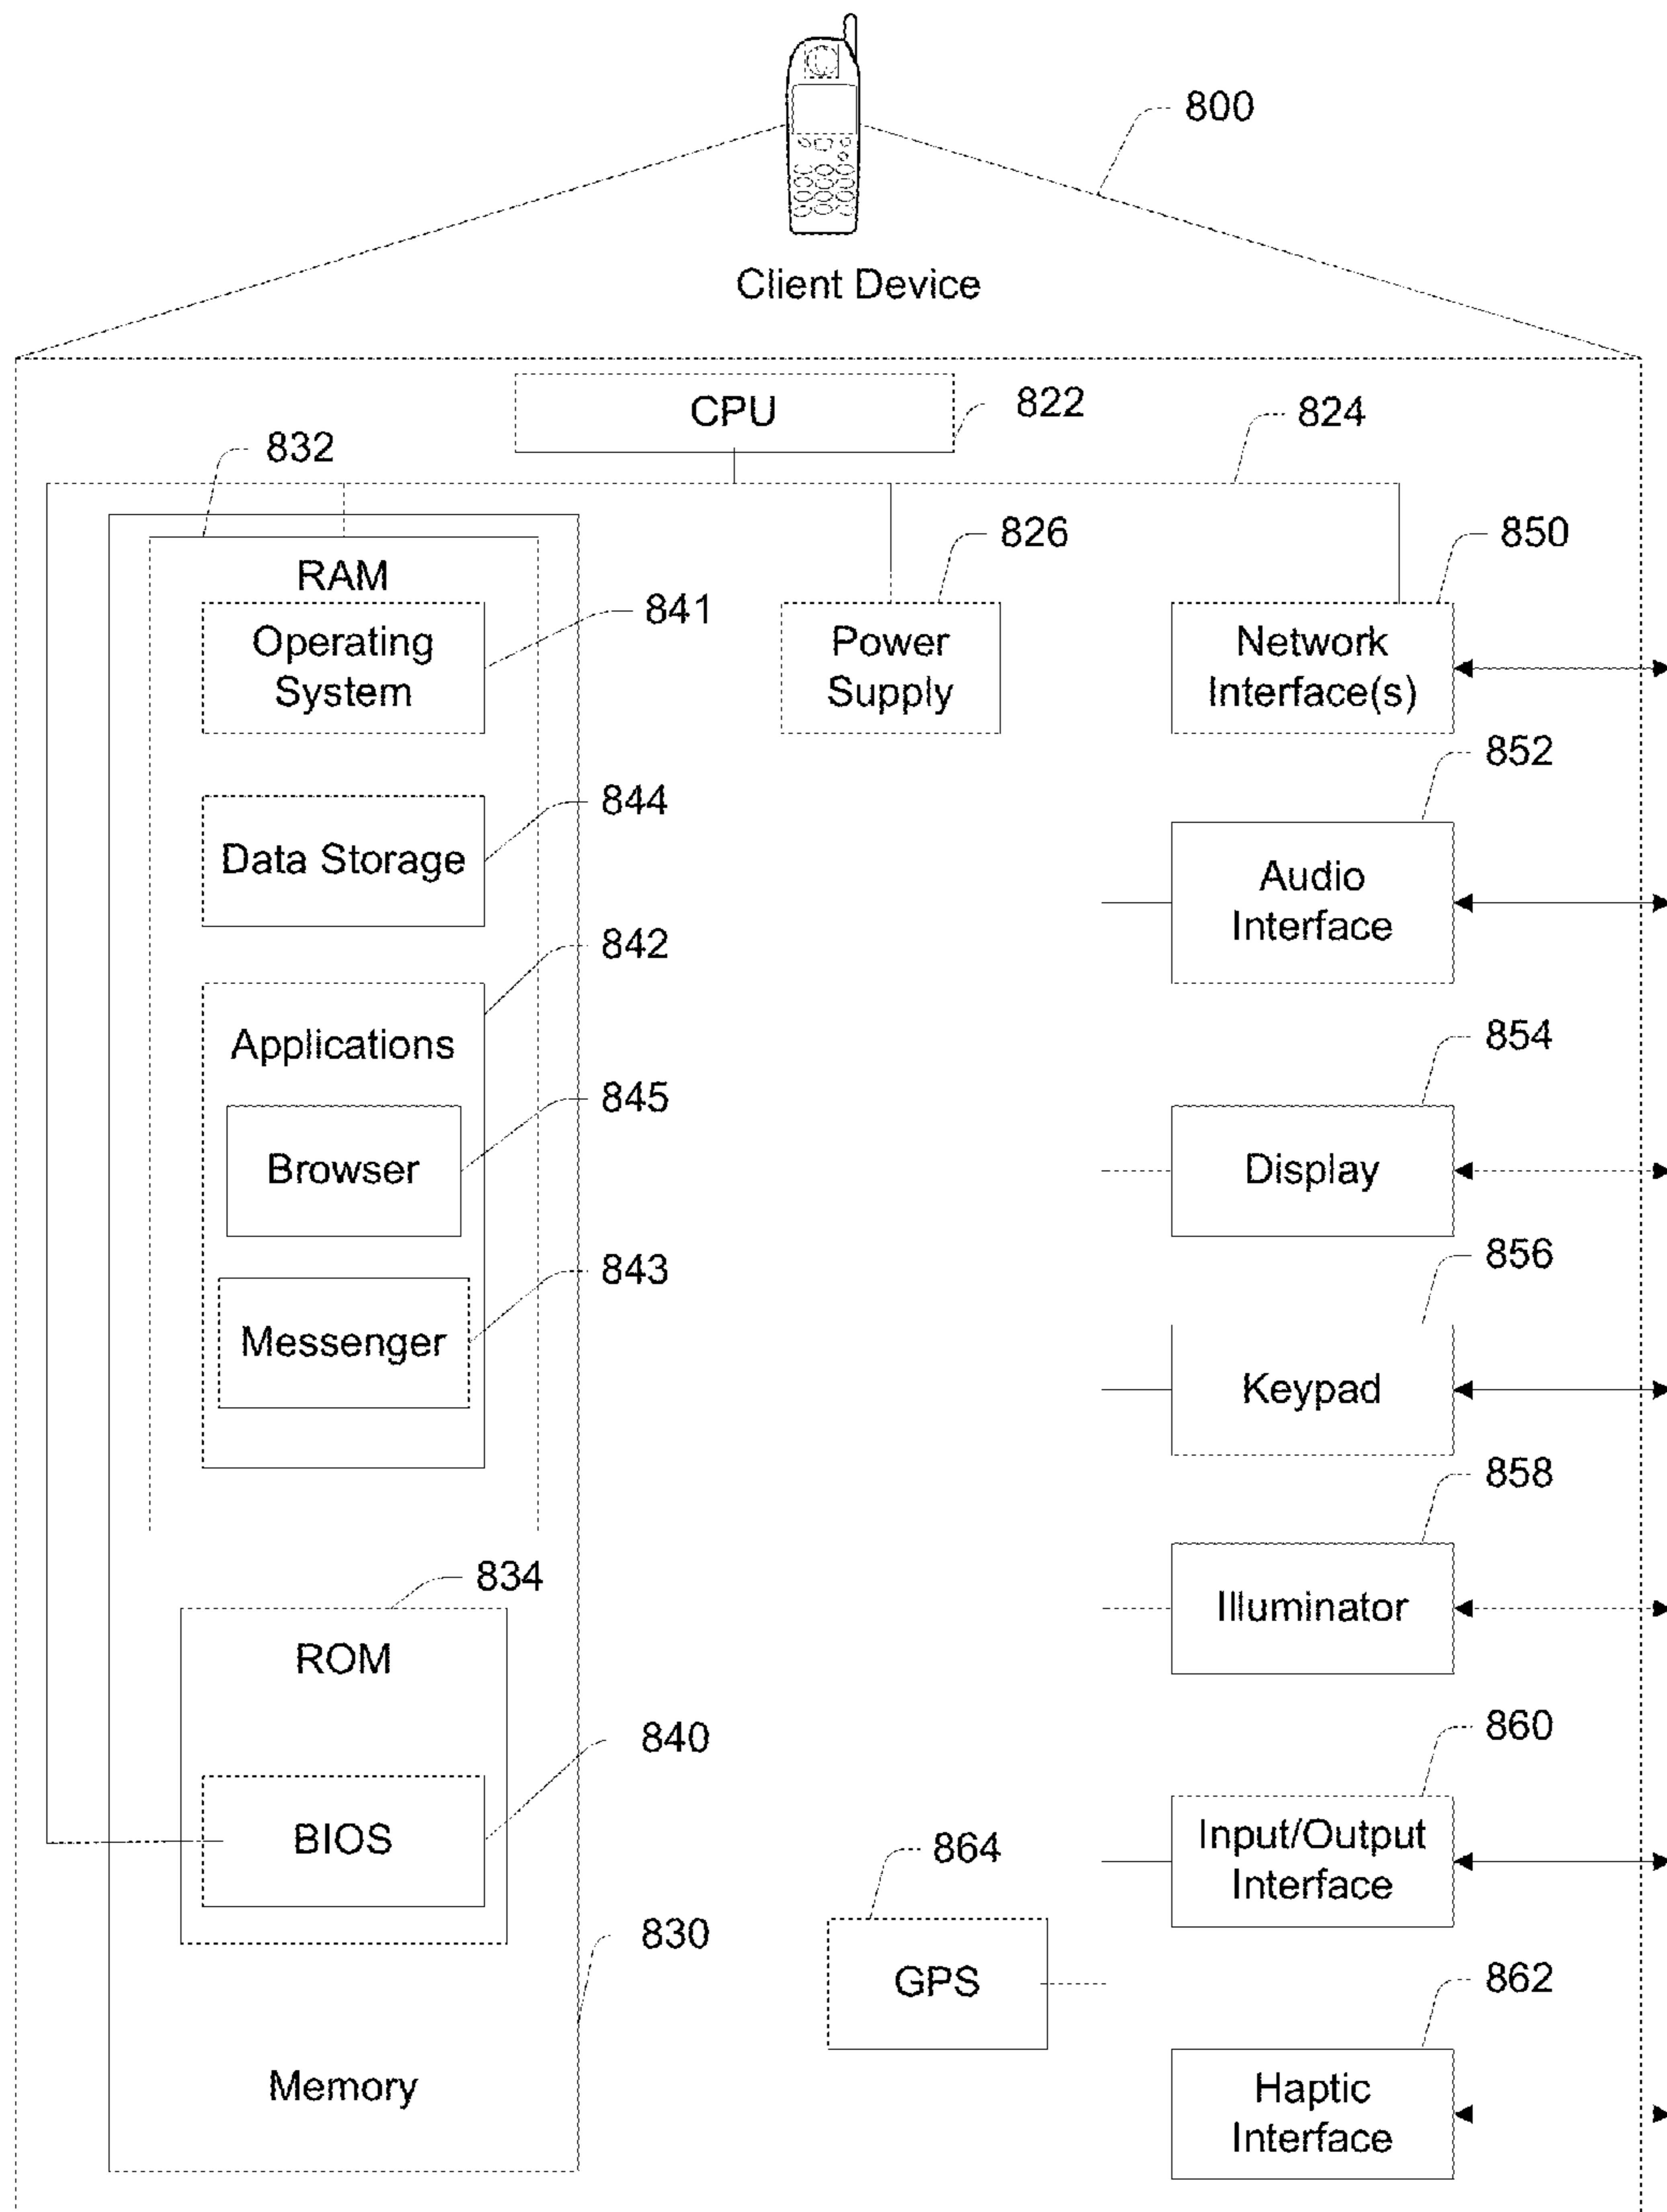 800
Client Device
CPU
822
824
832
826
850
RAM
841
Operating
System
Power
Supply
Network
Interface(s)
852
844
Data Storage
Audio
Interface
842
854
Applications
845
Browser
Display
856
843
Messenger
Keypad
858
834
Illuminator
ROM
840
860
BIOS
Input/Output
Interface
864
830
GPS
862
Memory
Haptic
Interface